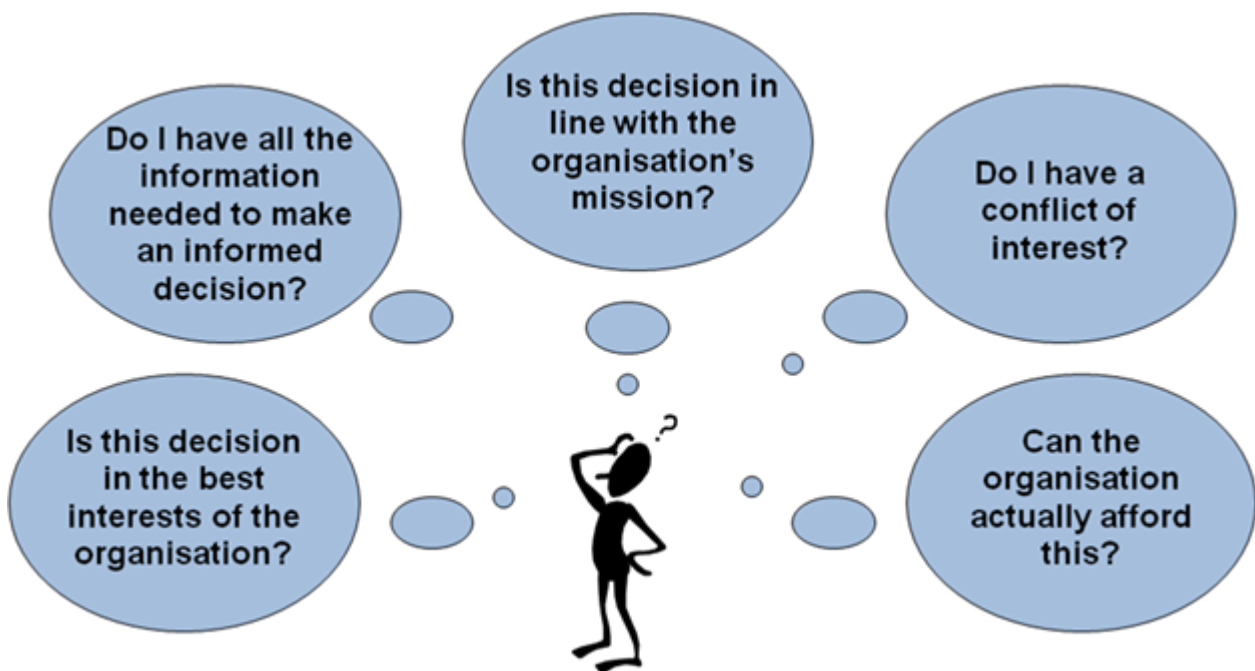 Is this decision in the best
interests of the
organisation?
Do I have all the
information
needed to make
an informed
decision?
Is this decision in
line with the
organisation's
mission?
Do I have a
conflict of
interest?
Can the
organisation
actually afford
this?
?